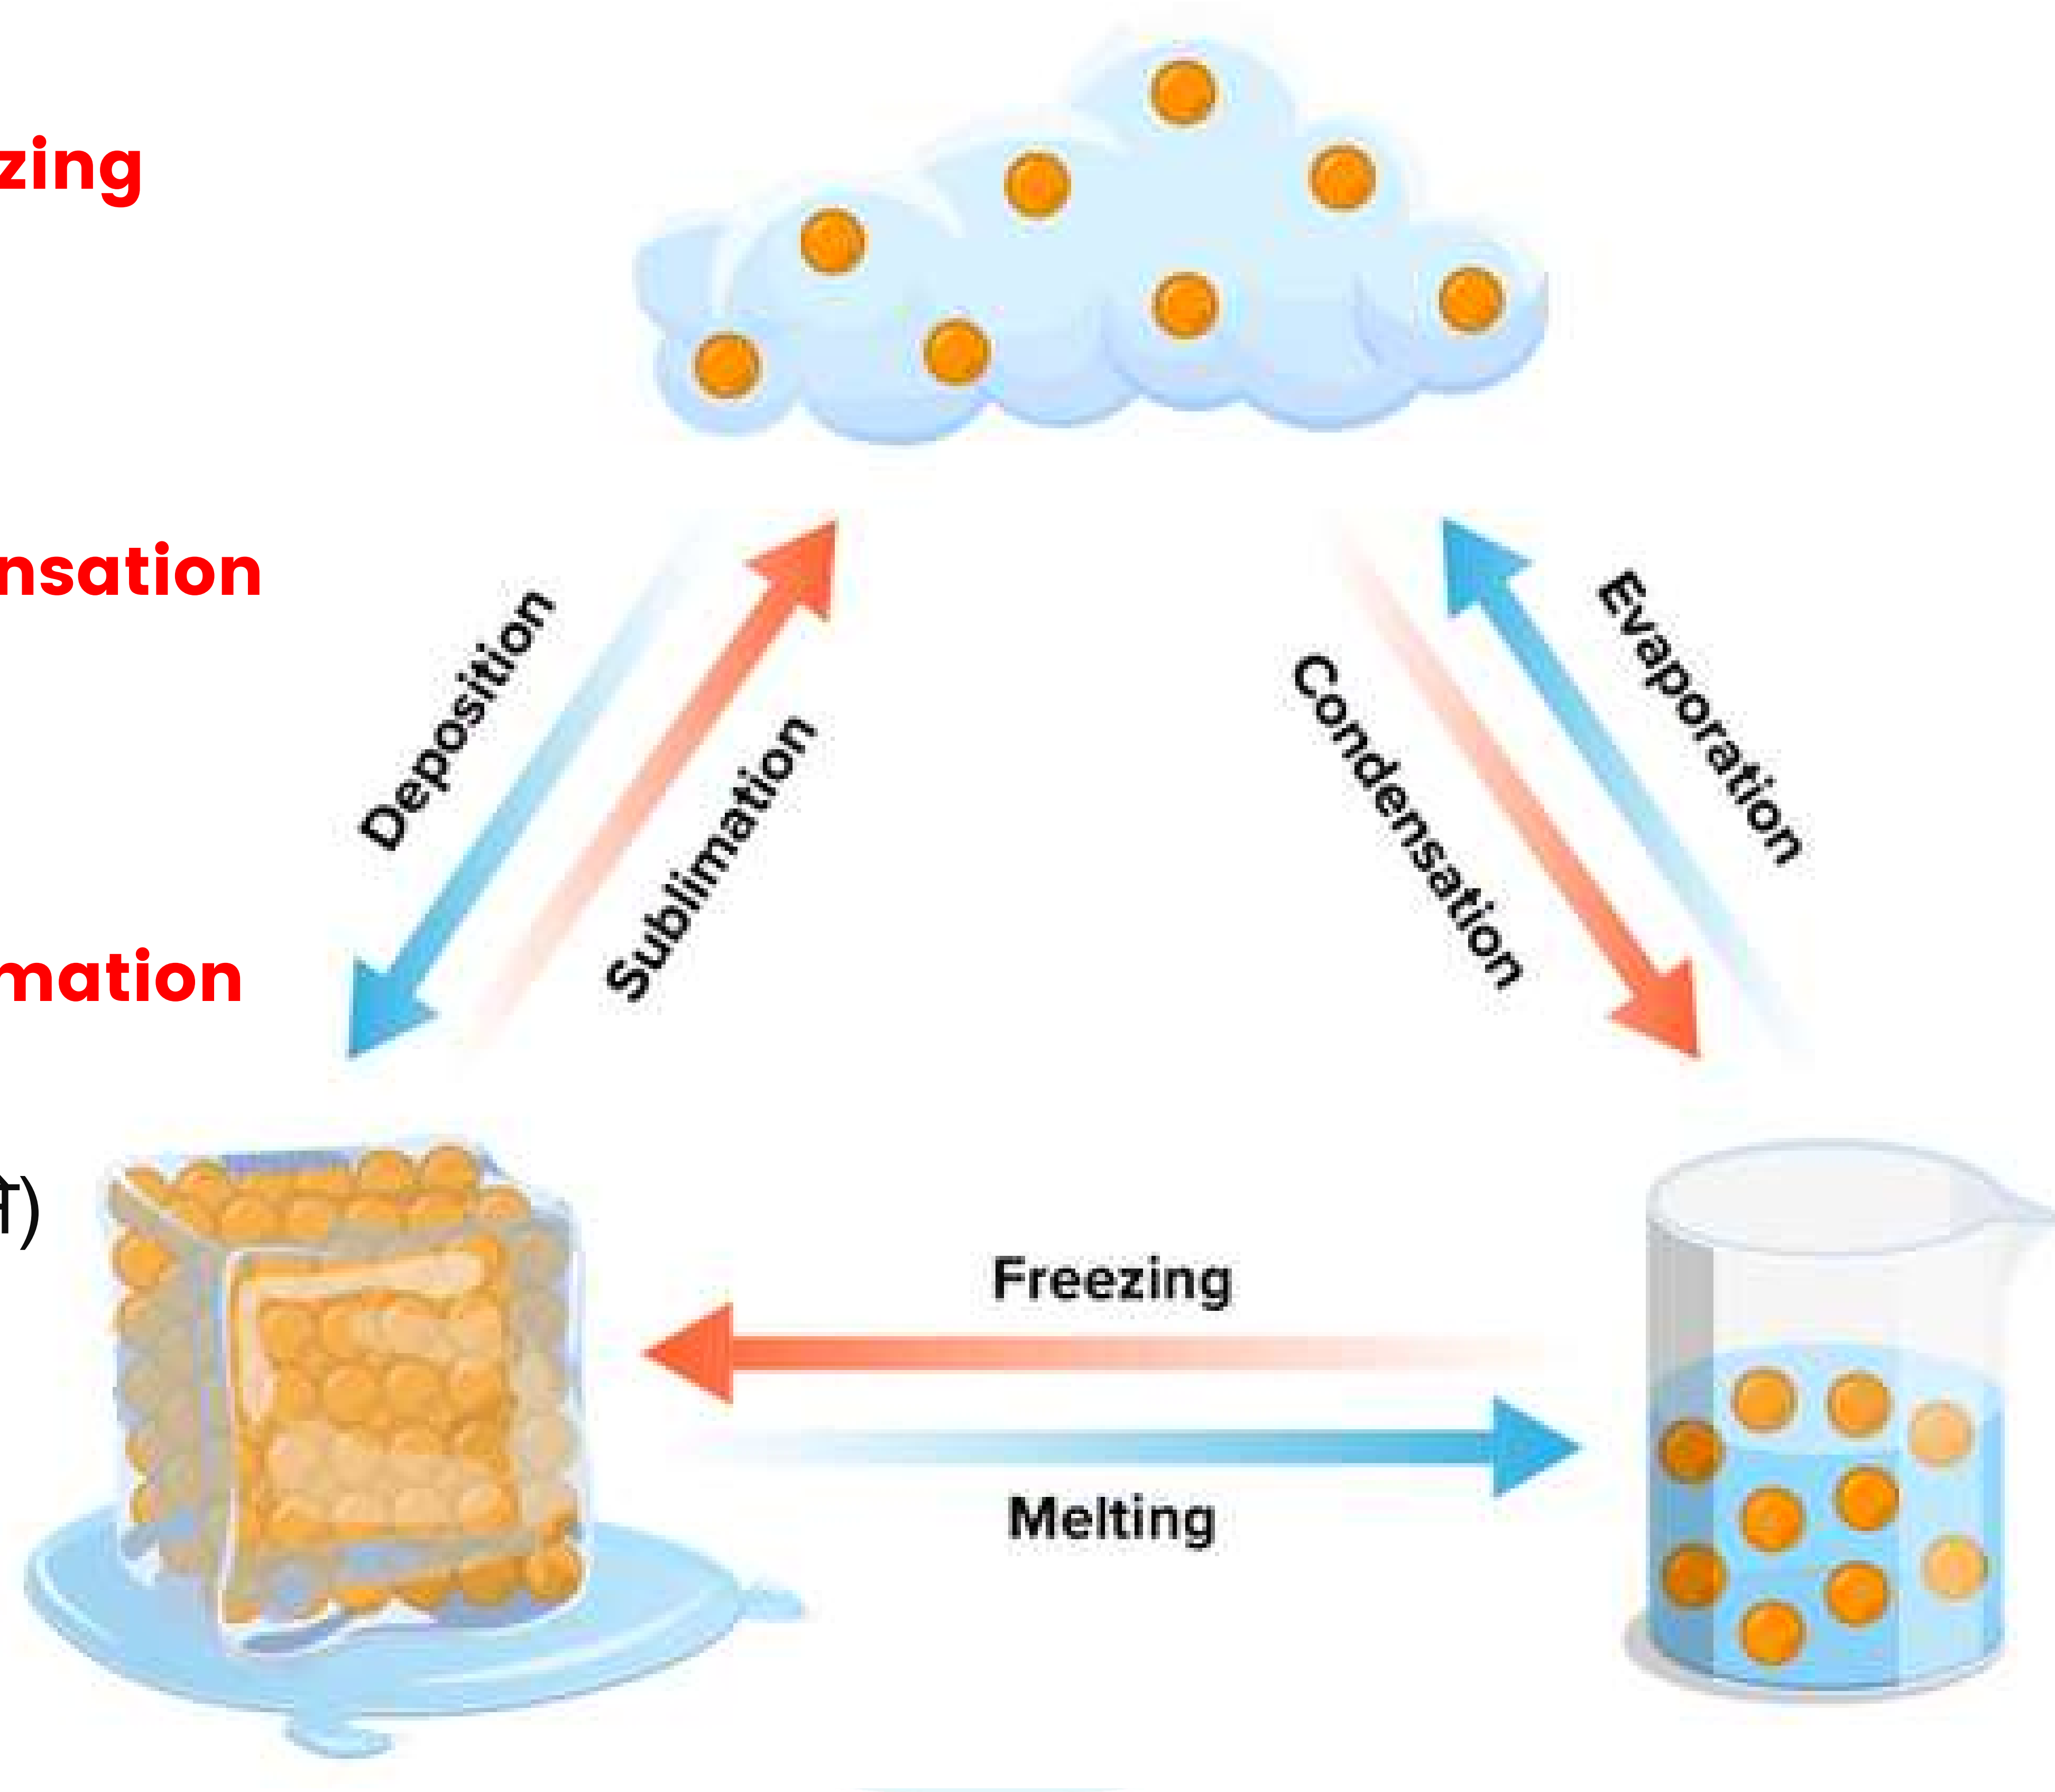 zing
nsation
Deposition
Sublimation
Condensation
Evaporation
mation
Freezing
Melting